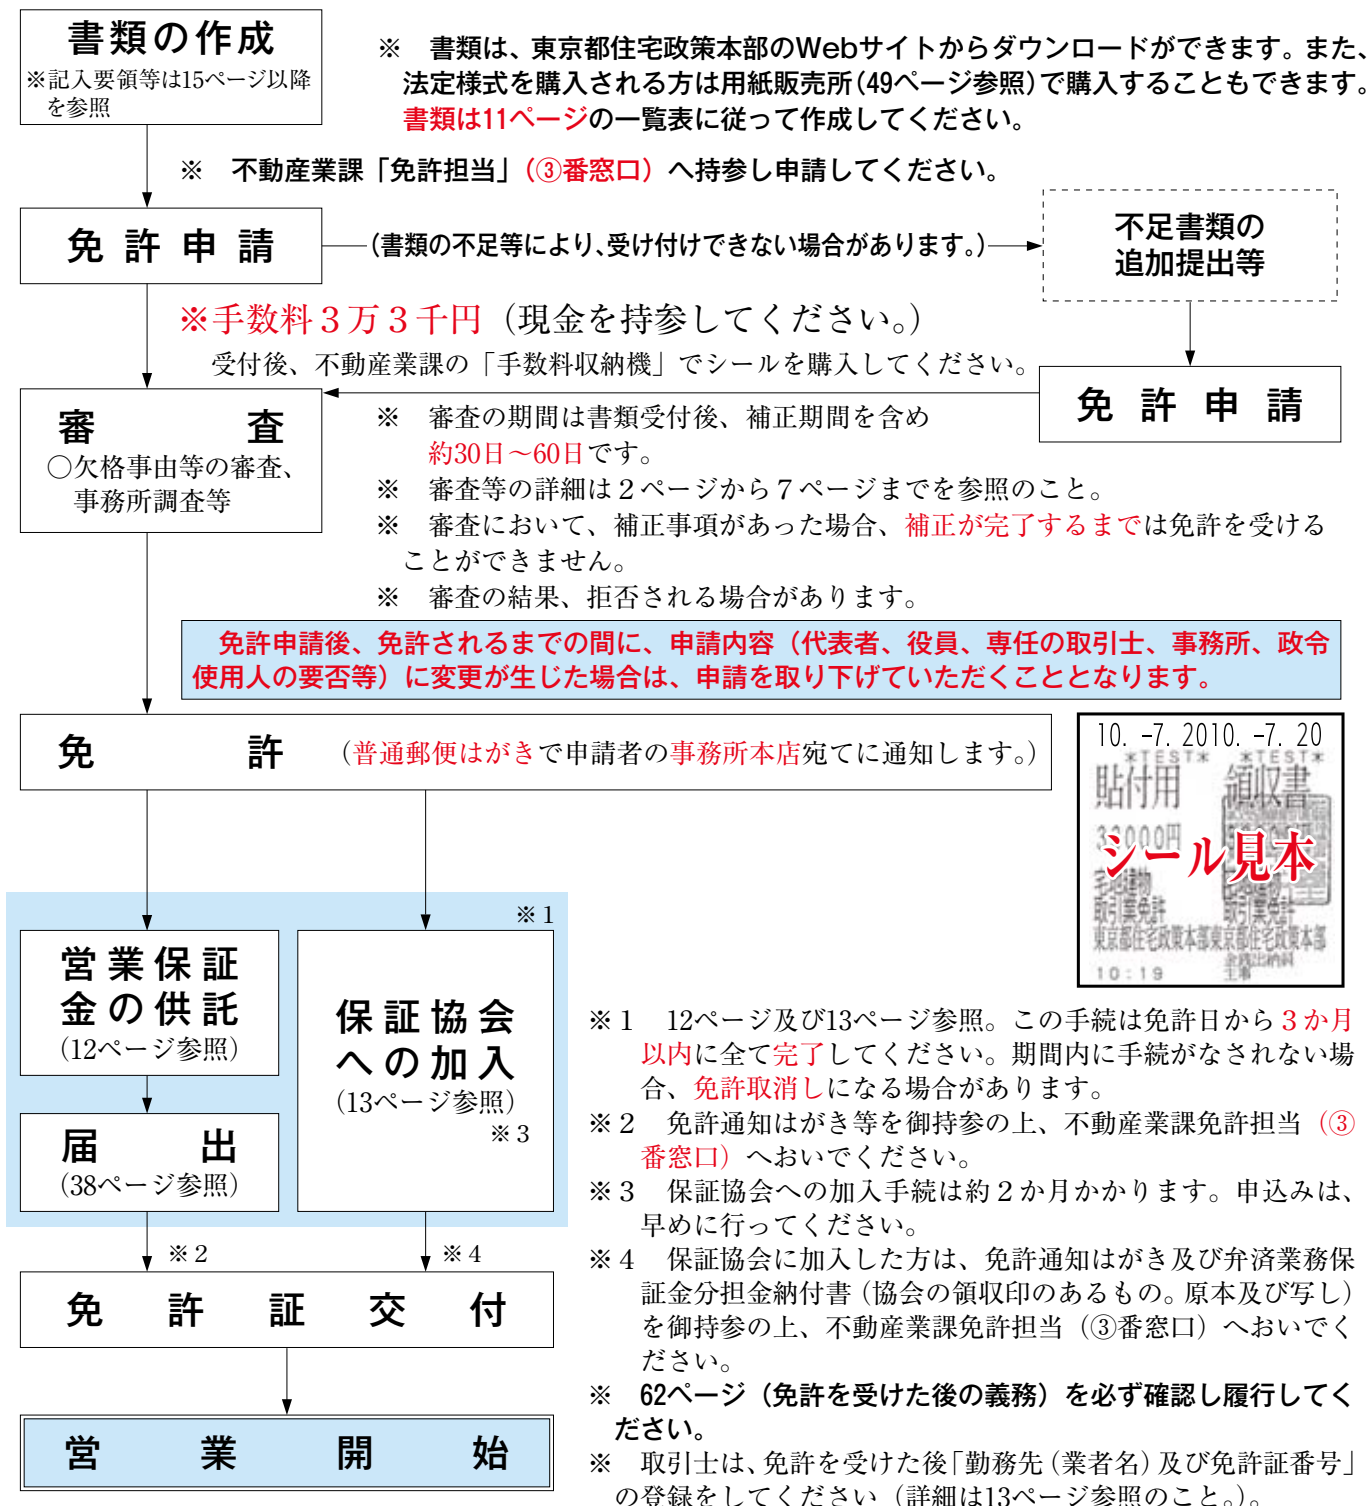 書類の作成
※記入要領等は15ページ以降
を参照
※　書類は、東京都住宅政策本部のWebサイトからダウンロードができます。また、
法定様式を購入される方は用紙販売所（49ページ参照）で購入することもできます。
書類は11ページの一覧表に従って作成してください。
※　不動産業課「免許担当」（③番窓口）へ持参し申請してください。
免許申請
（書類の不足等により、受け付けできない場合があります。）
不足書類の
追加提出等
※手数料３万３千円（現金を持参してください。）
受付後、不動産業課の「手数料収納機」でシールを購入してください。
免許申請
審査
○欠格事由等の審査、
事務所調査等
※　審査の期間は書類受付後、補正期間を含め
約30日～60日です。
※　審査等の詳細は２ページから７ページまでを参照のこと。
※　審査において、補正事項があった場合、補正が完了するまでは免許を受ける
ことができません。
※　審査の結果、拒否される場合があります。
免許申請後、免許されるまでの間に、申請内容（代表者、役員、専任の取引士、事務所、政令
使用人の要否等）に変更が生じた場合は、申請を取り下げていただくこととなります。
免許　（普通郵便はがきで申請者の事務所本店宛てに通知します。）
10. -7. 2010. -7. 20
*TEST*　*TEST*
貼付用　領収書
33000円
シール見本
宅地建物
取引業免許　取引業免許
東京都住宅政策本部東京都住宅政策本部
10:19
※１
営業保証
金の供託
（12ページ参照）
届出
（38ページ参照）
保証協会
への加入
（13ページ参照）
※３
※２
※４
免許証交付
営業開始
※１　12ページ及び13ページ参照。この手続は免許日から３か月
以内に全て完了してください。期間内に手続がなされない場
合、免許取消しになる場合があります。
※２　免許通知はがき等を御持参の上、不動産業課免許担当（③
番窓口）へおいでください。
※３　保証協会への加入手続は約２か月かかります。申込みは、
早めに行ってください。
※４　保証協会に加入した方は、免許通知はがき及び弁済業務保
証金分担金納付書（協会の領収印のあるもの。原本及び写し）
を御持参の上、不動産業課免許担当（③番窓口）へおいでく
ださい。
※　62ページ（免許を受けた後の義務）を必ず確認し履行してく
ださい。
※　取引士は、免許を受けた後「勤務先（業者名）及び免許証番号」
の登録をしてください（詳細は13ページ参照のこと。）。